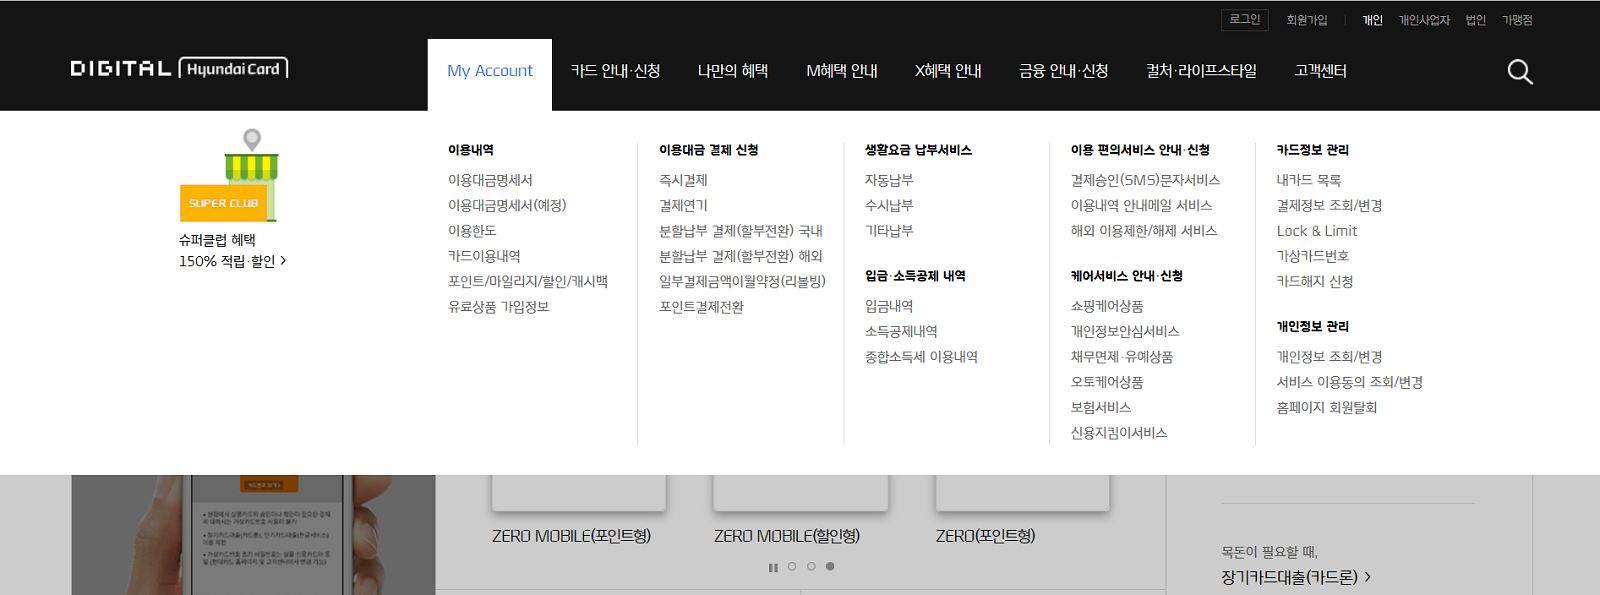 로그인 회원가입 개인 개인사업자 법인 가맹점
DIGITAL Hyundai Card
My Account 카드 안내·신청 나만의 혜택 M혜택 안내 X혜택 안내 금융 안내·신청 컬처·라이프스타일 고객센터
SUPER CLUB
슈퍼클럽 혜택
150% 적립·할인 >
이용내역
이용대금명세서
이용대금명세서(예정)
이용한도
카드이용내역
포인트/마일리지/할인/캐시백
유료상품 가입정보
이용대금 결제 신청
즉시결제
결제연기
분할납부 결제(할부전환) 국내
분할납부 결제(할부전환) 해외
일부결제금액이월약정(리볼빙)
포인트결제전환
생활요금 납부서비스
자동납부
수시납부
기타납부
입금·소득공제 내역
입금내역
소득공제내역
종합소득세 이용내역
이용 편의서비스 안내·신청
결제승인(SMS)문자서비스
이용내역 안내메일 서비스
해외 이용제한/해제 서비스
케어서비스 안내·신청
쇼핑케어상품
개인정보안심서비스
채무면제·유예상품
오토케어상품
보험서비스
신용지킴이서비스
카드정보 관리
내카드 목록
결제정보 조회/변경
Lock & Limit
가상카드번호
카드해지 신청
개인정보 관리
개인정보 조회/변경
서비스 이용동의 조회/변경
홈페이지 회원탈회
ZERO MOBILE(포인트형)
ZERO MOBILE(할인형)
ZERO(포인트형)
목돈이 필요할 때,
장기카드대출(카드론) >